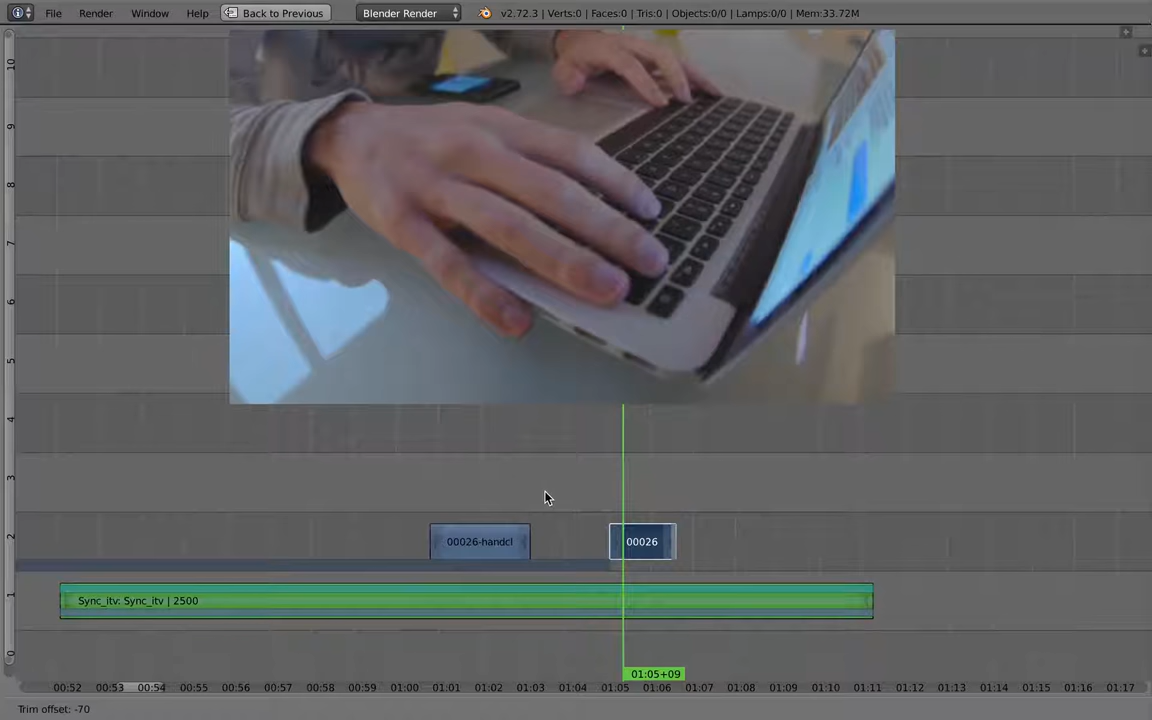 File Render Window Help Back to Previous Blender Render v2.72.3 | Verts:0 | Faces:0 | Tris:0 | Objects:0/0 | Lamps:0/0 | Mem:33.72M
10
9
8
7
6
5
4
3
2
00026-handcl 00026
1
Sync_itv: Sync_itv | 2500
0
01:05+09
00:52 00:53 00:54 00:55 00:56 00:57 00:58 00:59 01:00 01:01 01:02 01:03 01:04 01:05 01:06 01:07 01:08 01:09 01:10 01:11 01:12 01:13 01:14 01:15 01:16 01:17
Trim offset: -70